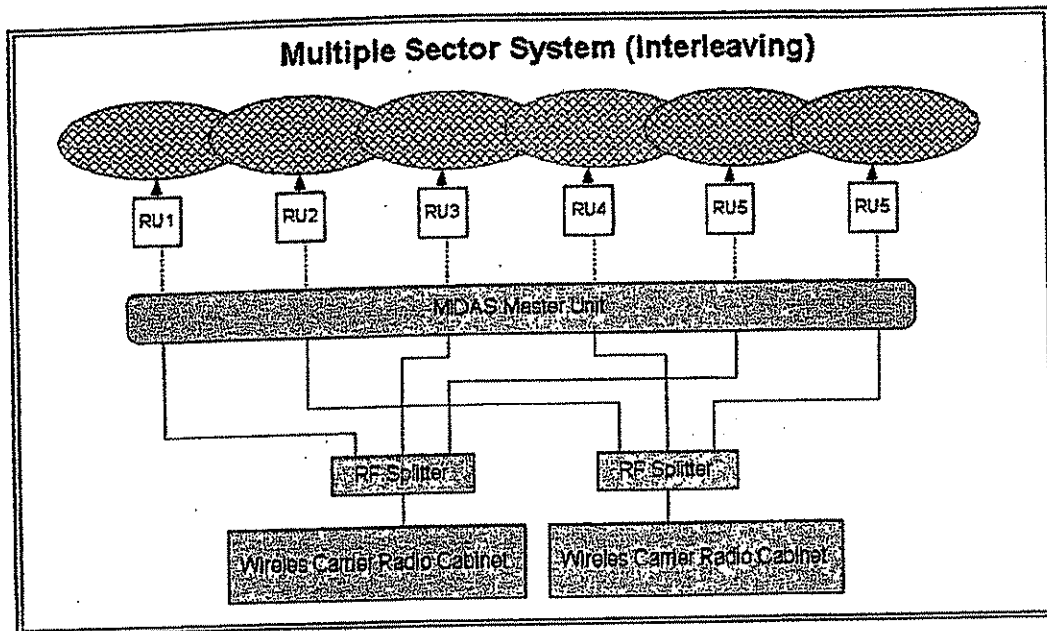 Multiple Sector System (Interleaving)
RU1
RU2
RU3
RU4
RU5
RU5
MIDAS Master Unit
RF Splitter
RF Splitter
Wireles Carrier Radio Cabinet
Wireles Carrier Radio Cabinet